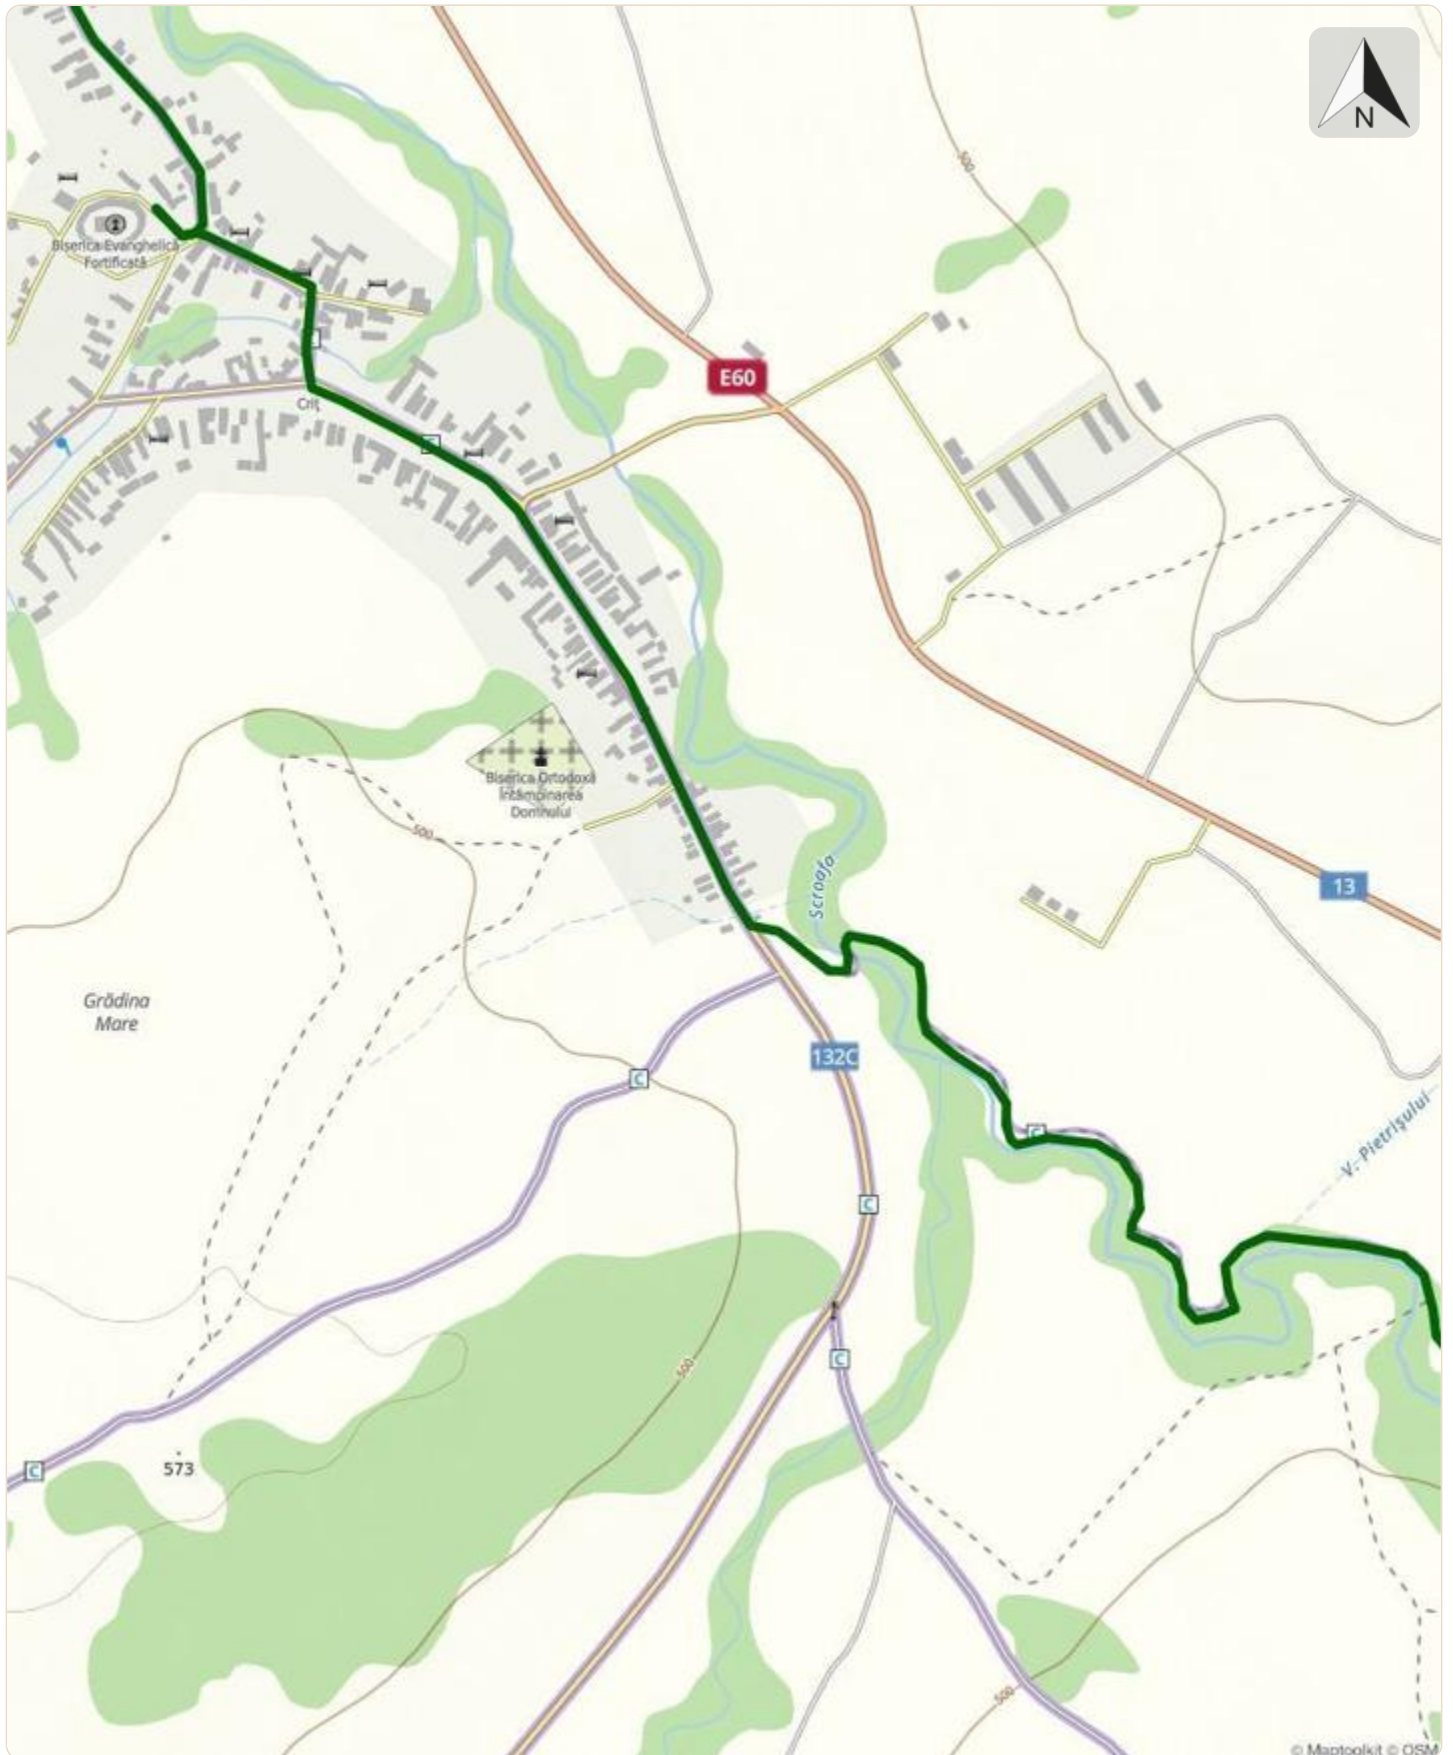 N
500
Biserica Evanghelică
Fortificată
E60
C
Criț
C
Biserica Ortodoxă
Întâmpinarea
Domnului
500
Scroafa
13
Grădina
Mare
132C
C
C
V. Pietrișului
C
C
500
C
573
500
© Maptoolkit © OSM